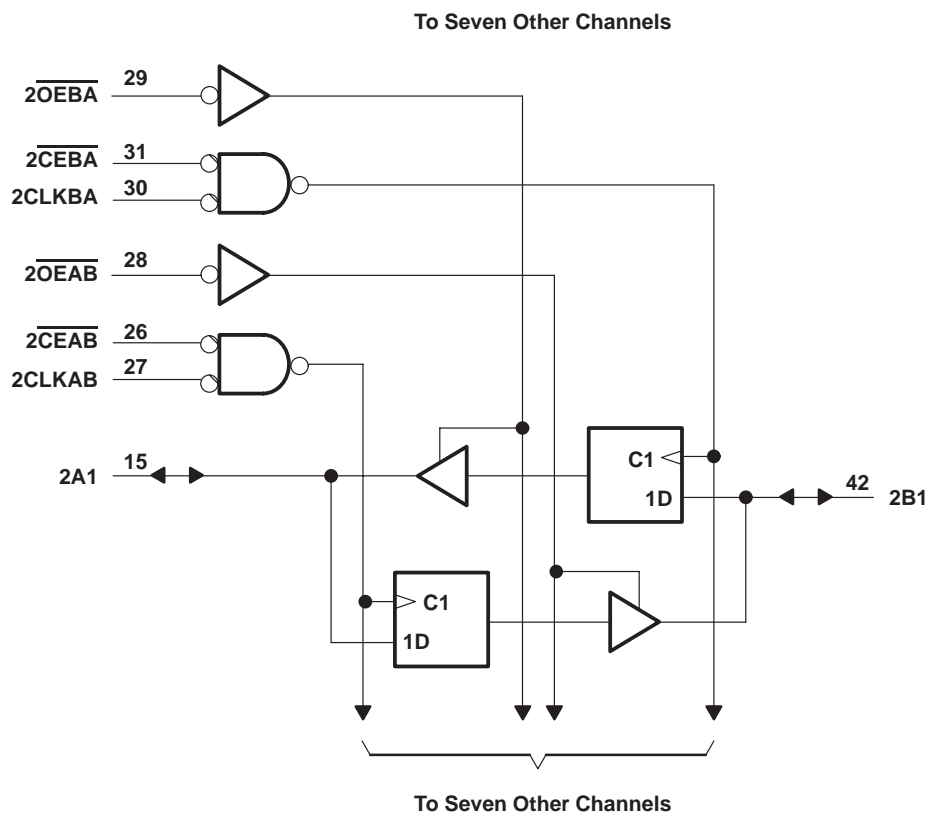 To Seven Other Channels
2OEBA 29
2CEBA 31
2CLKBA 30
2OEAB 28
2CEAB 26
2CLKAB 27
C1
2A1 15
1D
42 2B1
C1
1D
To Seven Other Channels